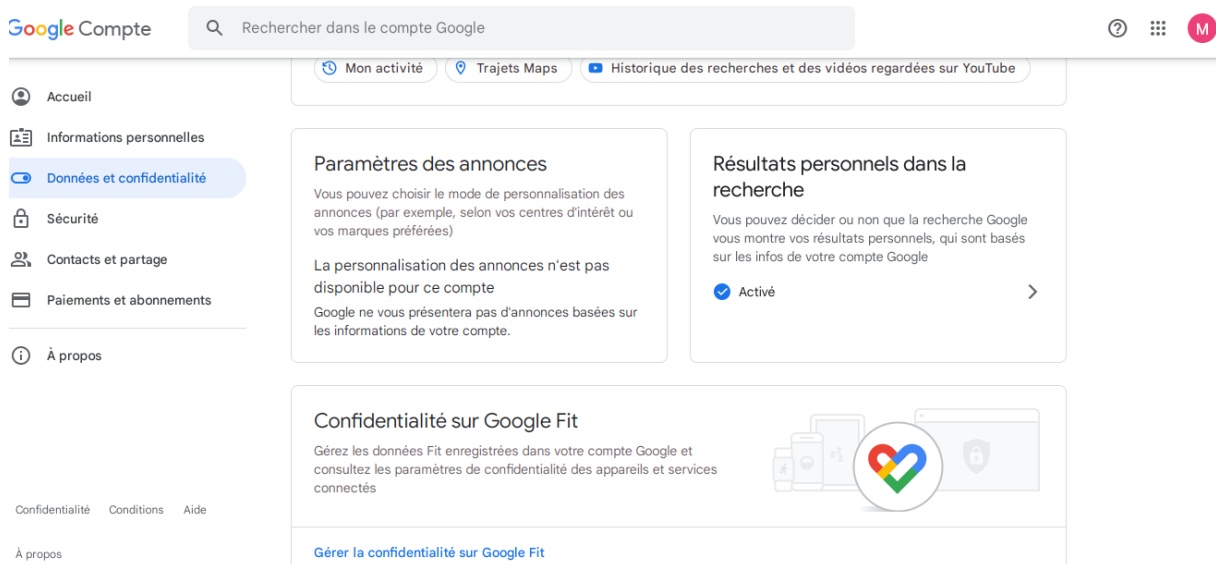 Google Compte
Rechercher dans le compte Google
M
Mon activité
Trajets Maps
Historique des recherches et des vidéos regardées sur YouTube
Accueil
Informations personnelles
Données et confidentialité
Sécurité
Contacts et partage
Paiements et abonnements
À propos
Paramètres des annonces
Vous pouvez choisir le mode de personnalisation des
annonces (par exemple, selon vos centres d'intérêt ou
vos marques préférées)
La personnalisation des annonces n'est pas
disponible pour ce compte
Google ne vous présentera pas d'annonces basées sur
les informations de votre compte.
Résultats personnels dans la
recherche
Vous pouvez décider ou non que la recherche Google
vous montre vos résultats personnels, qui sont basés
sur les infos de votre compte Google
Activé
Confidentialité sur Google Fit
Gérez les données Fit enregistrées dans votre compte Google et
consultez les paramètres de confidentialité des appareils et services
connectés
Gérer la confidentialité sur Google Fit
Confidentialité
Conditions
Aide
À propos